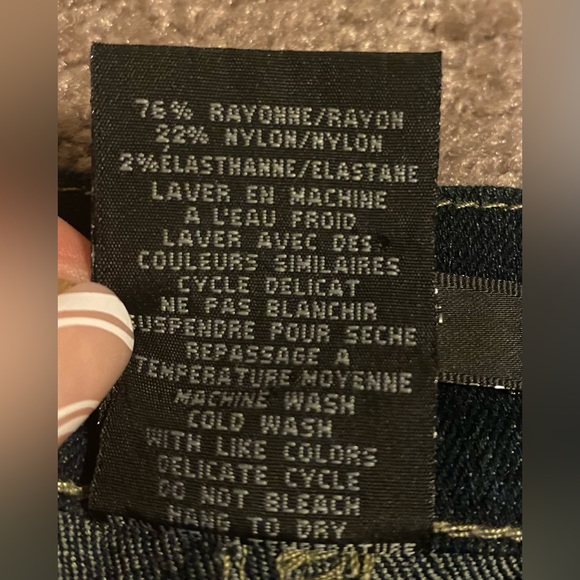 76% RAYONNE/RAYON
22% NYLON/NYLON
2%ÉLASTHANNE/ELASTANE
LAVER EN MACHINE
A L'EAU FROID
LAVER AVEC DES
COULEURS SIMILAIRES
CYCLE DELICAT
NE PAS BLANCHIR
SUSPENDRE POUR SECHE
REPASSAGE A
TEMPERATURE MOYENNE
MACHINE WASH
COLD WASH
WITH LIKE COLORS
DELICATE CYCLE
DO NOT BLEACH
HANG TO DRY
TEMPERATURE